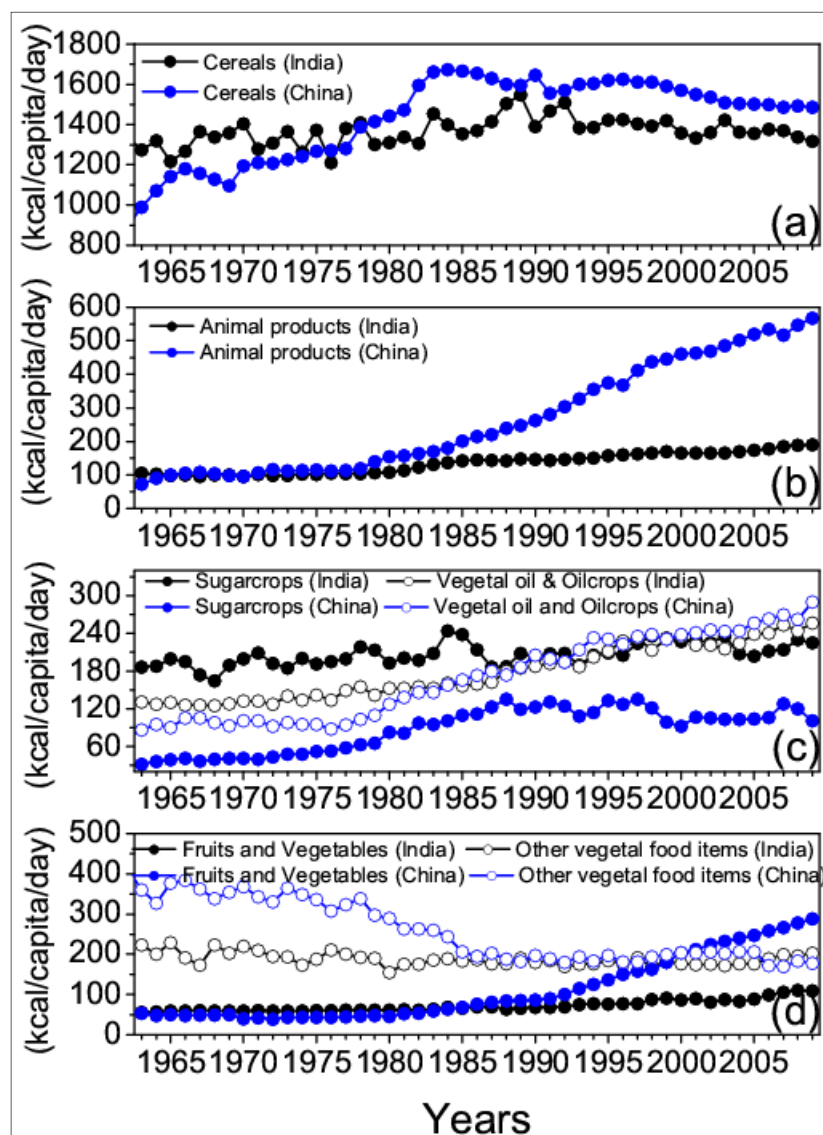 (kcal/capita/day)
1800
1600
1400
1200
1000
800
Cereals (India)
Cereals (China)
(a)
1965 1970 1975 1980 1985 1990 1995 2000 2005
(kcal/capita/day)
600
500
400
300
200
100
0
Animal products (India)
Animal products (China)
(b)
1965 1970 1975 1980 1985 1990 1995 2000 2005
(kcal/capita/day)
300
240
180
120
60
Sugarcrops (India) Vegetal oil & Oilcrops (India)
Sugarcrops (China) Vegetal oil and Oilcrops (China)
(c)
1965 1970 1975 1980 1985 1990 1995 2000 2005
(kcal/capita/day)
500
400
300
200
100
0
Fruits and Vegetables (India) Other vegetal food items (India)
Fruits and Vegetables (China) Other vegetal food items (China)
(d)
1965 1970 1975 1980 1985 1990 1995 2000 2005
Years